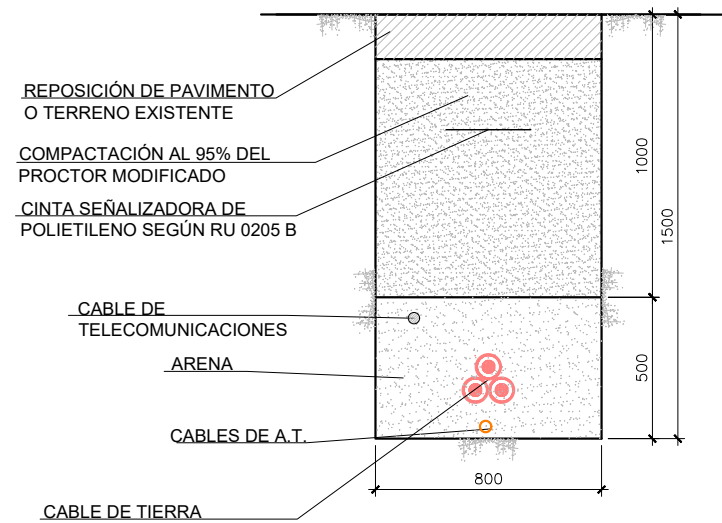 REPOSICIÓN DE PAVIMENTO
O TERRENO EXISTENTE
COMPACTACIÓN AL 95% DEL
PROCTOR MODIFICADO
CINTA SEÑALIZADORA DE
POLIETILENO SEGÚN RU 0205 B
CABLE DE
TELECOMUNICACIONES
ARENA
CABLES DE A.T.
CABLE DE TIERRA
1000
1500
500
800